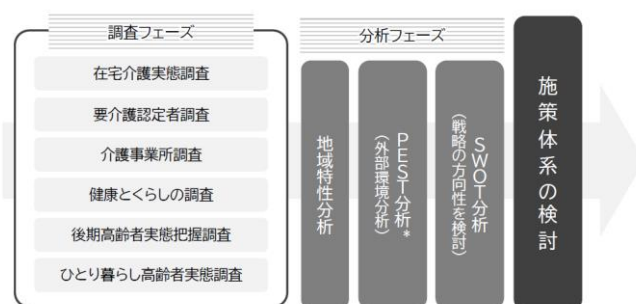 調査フェーズ
在宅介護実態調査
要介護認定者調査
介護事業所調査
健康とくらしの調査
後期高齢者実態把握調査
ひとり暮らし高齢者実態調査
分析フェーズ
地域特性分析
PEST分析*
(外部環境分析)
SWOT分析
(戦略の方向性を検討)
施策体系の検討